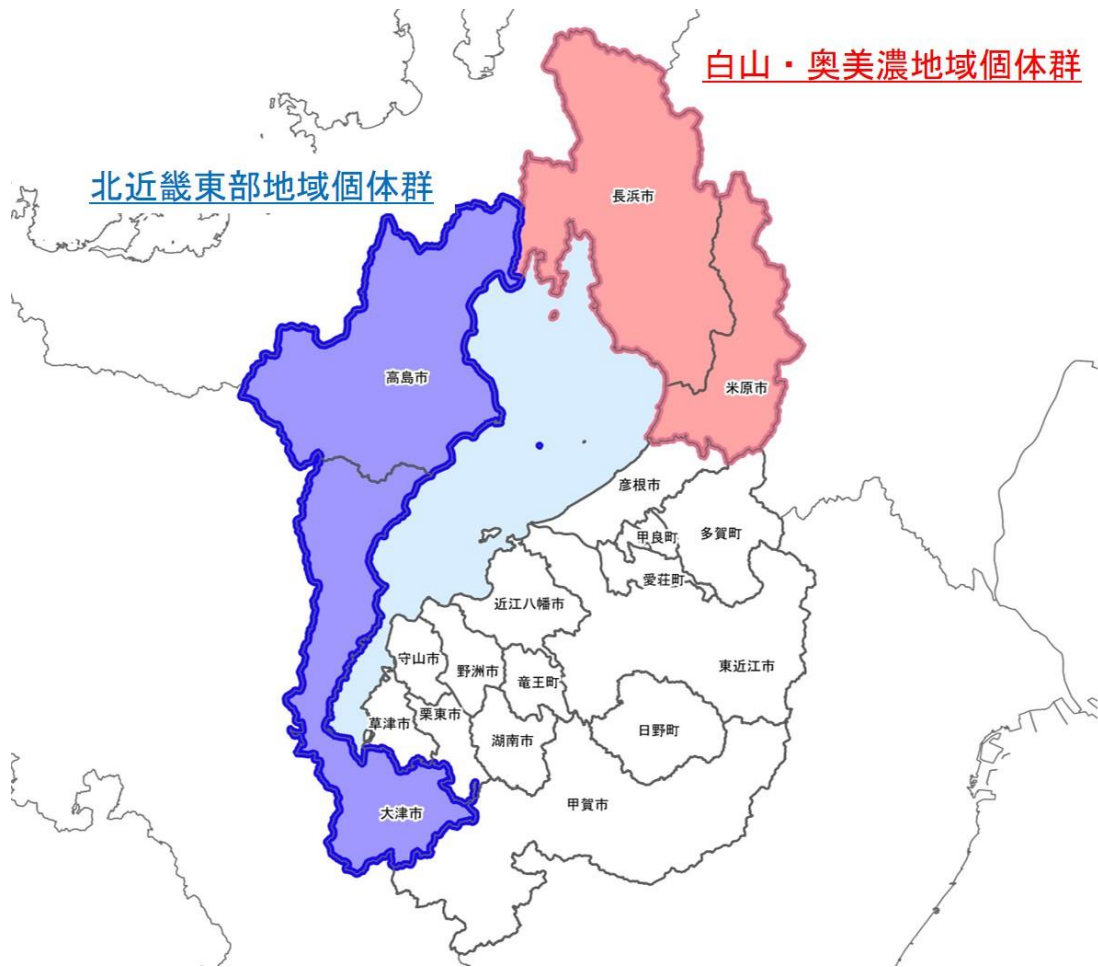 白山・奥美濃地域個体群
北近畿東部地域個体群
長浜市
高島市
米原市
彦根市
多賀町
甲良町
愛荘町
近江八幡市
守山市
野洲市
竜王町
東近江市
草津市
栗東市
湖南市
日野町
甲賀市
大津市